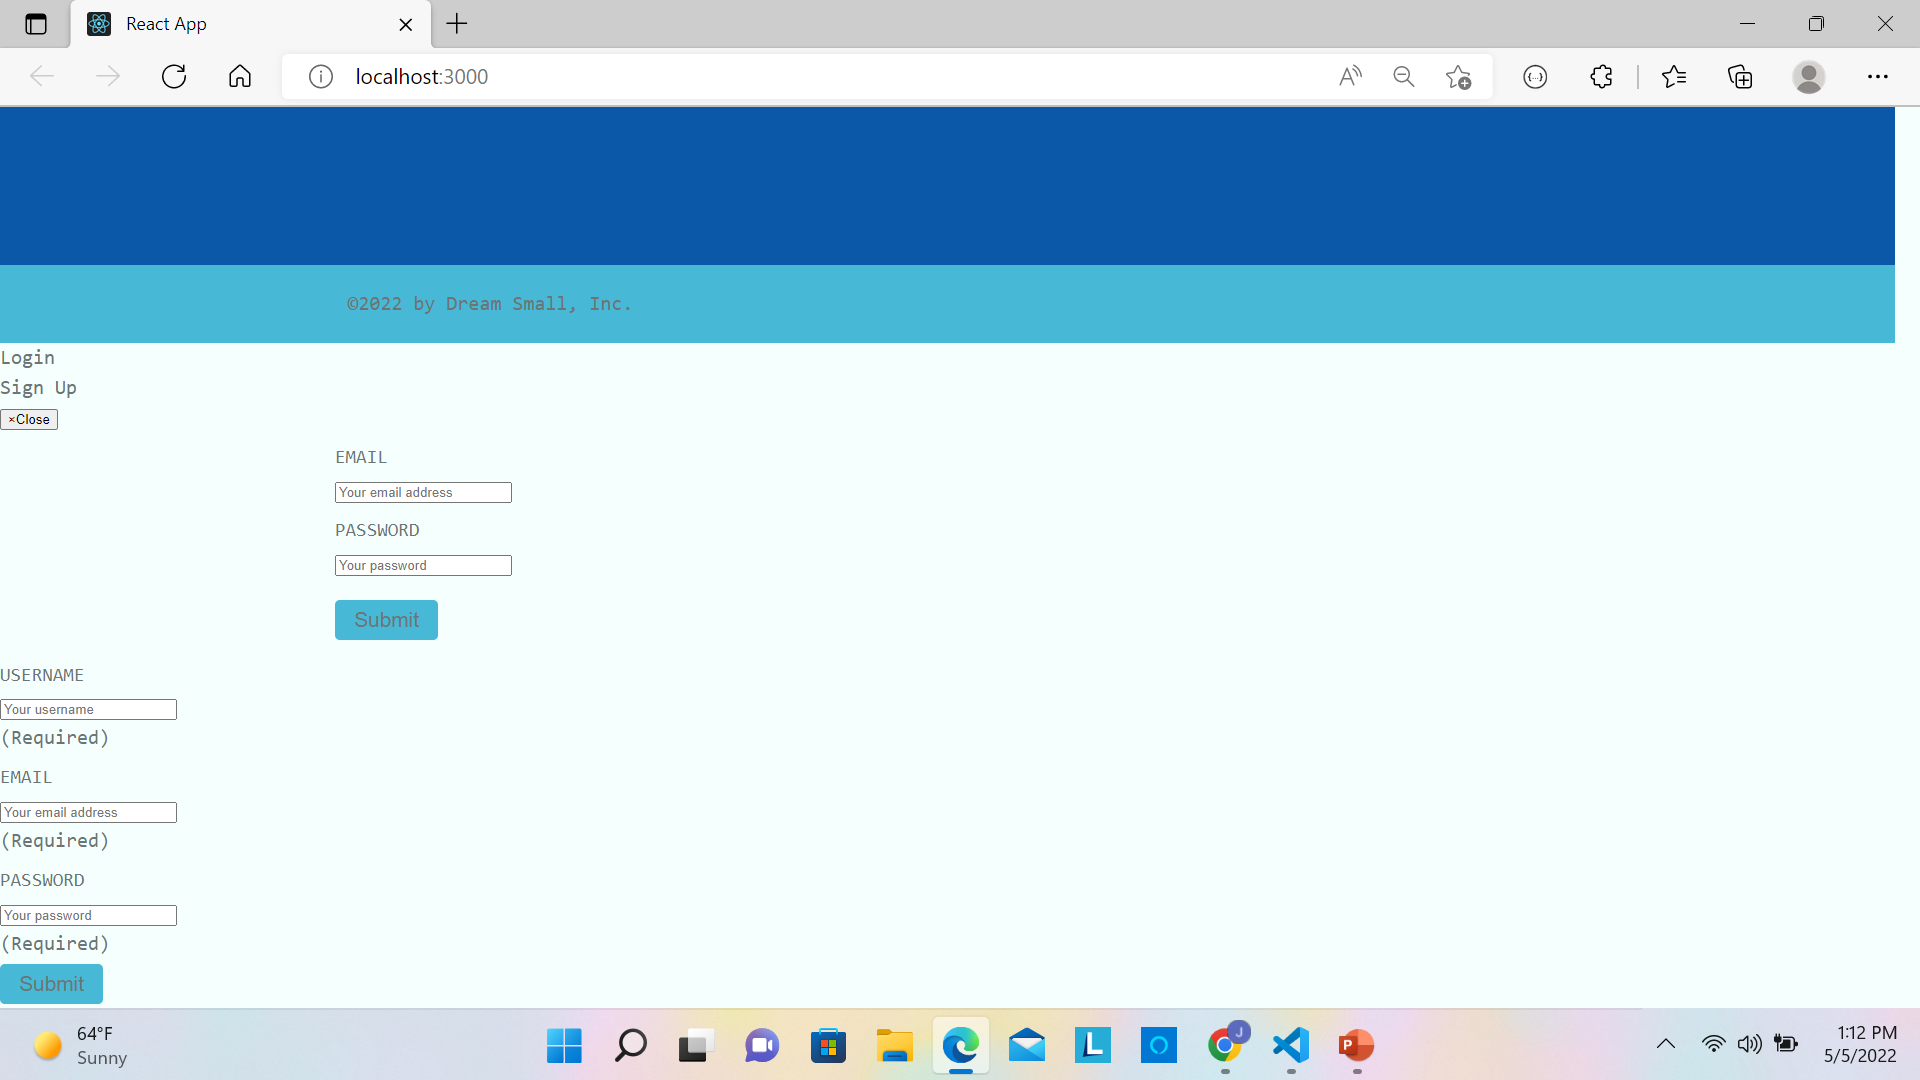 React App
localhost:3000
©2022 by Dream Small, Inc.
Login
Sign Up
×Close
EMAIL
Your email address
PASSWORD
Your password
Submit
USERNAME
Your username
(Required)
EMAIL
Your email address
(Required)
PASSWORD
Your password
(Required)
Submit
64°F
Sunny
L
J
P
1:12 PM
5/5/2022